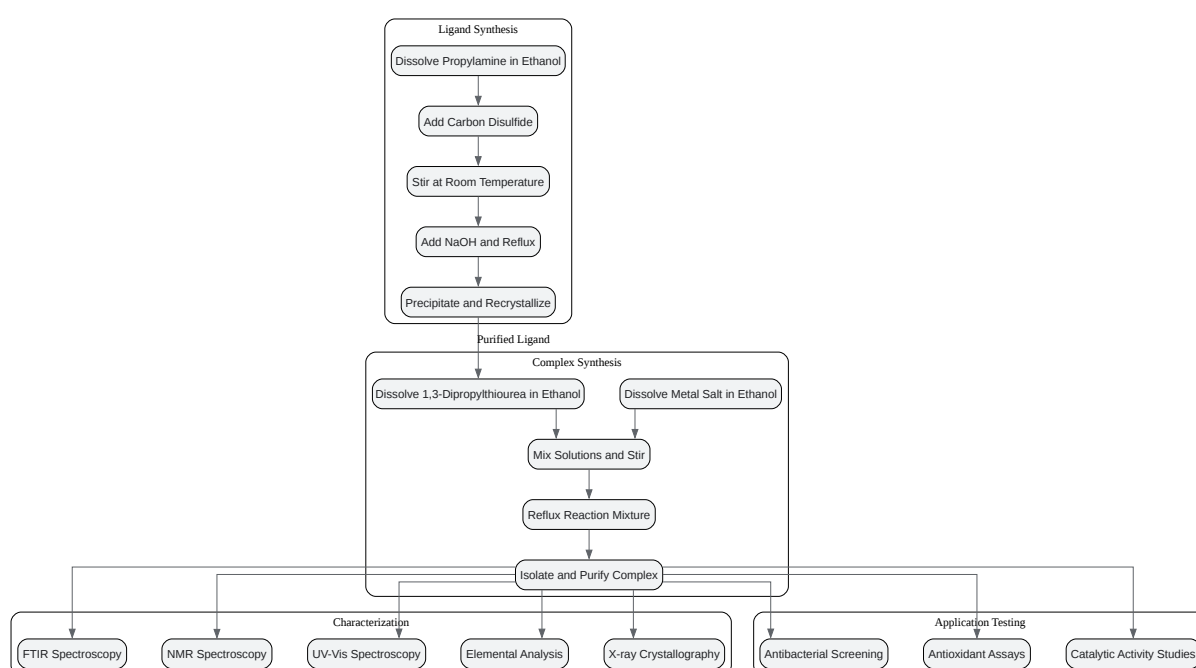 Ligand Synthesis
Dissolve Propylamine in Ethanol
Add Carbon Disulfide
Stir at Room Temperature
Add NaOH and Reflux
Precipitate and Recrystallize
Purified Ligand
Complex Synthesis
Dissolve 1,3-Dipropylthiourea in Ethanol
Dissolve Metal Salt in Ethanol
Mix Solutions and Stir
Reflux Reaction Mixture
Isolate and Purify Complex
Characterization
FTIR Spectroscopy
NMR Spectroscopy
UV-Vis Spectroscopy
Elemental Analysis
X-ray Crystallography
Application Testing
Antibacterial Screening
Antioxidant Assays
Catalytic Activity Studies